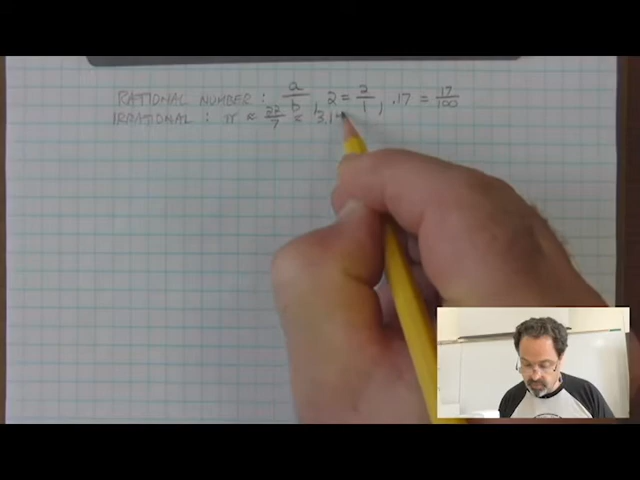 RATIONAL NUMBER : a/b , 2 = 2/1 , .17 = 17/100
IRRATIONAL : π ≈ 22/7 ≈ 3.14